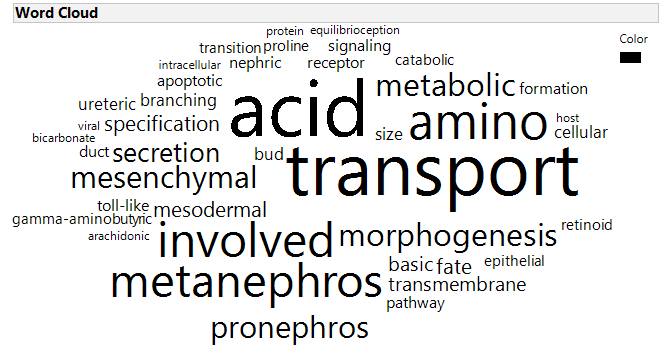 Word Cloud
protein equilibrioception
Color
transition proline signaling
intracellular nephric receptor catabolic
apoptotic
acid metabolic formation
ureteric branching
viral specification
amino host
bicarbonate
size cellular
duct secretion bud
transport
mesenchymal
toll-like mesodermal
gamma-aminobutyric
retinoid
arachidonic involved morphogenesis
basic fate epithelial
metanephros transmembrane
pathway
pronephros